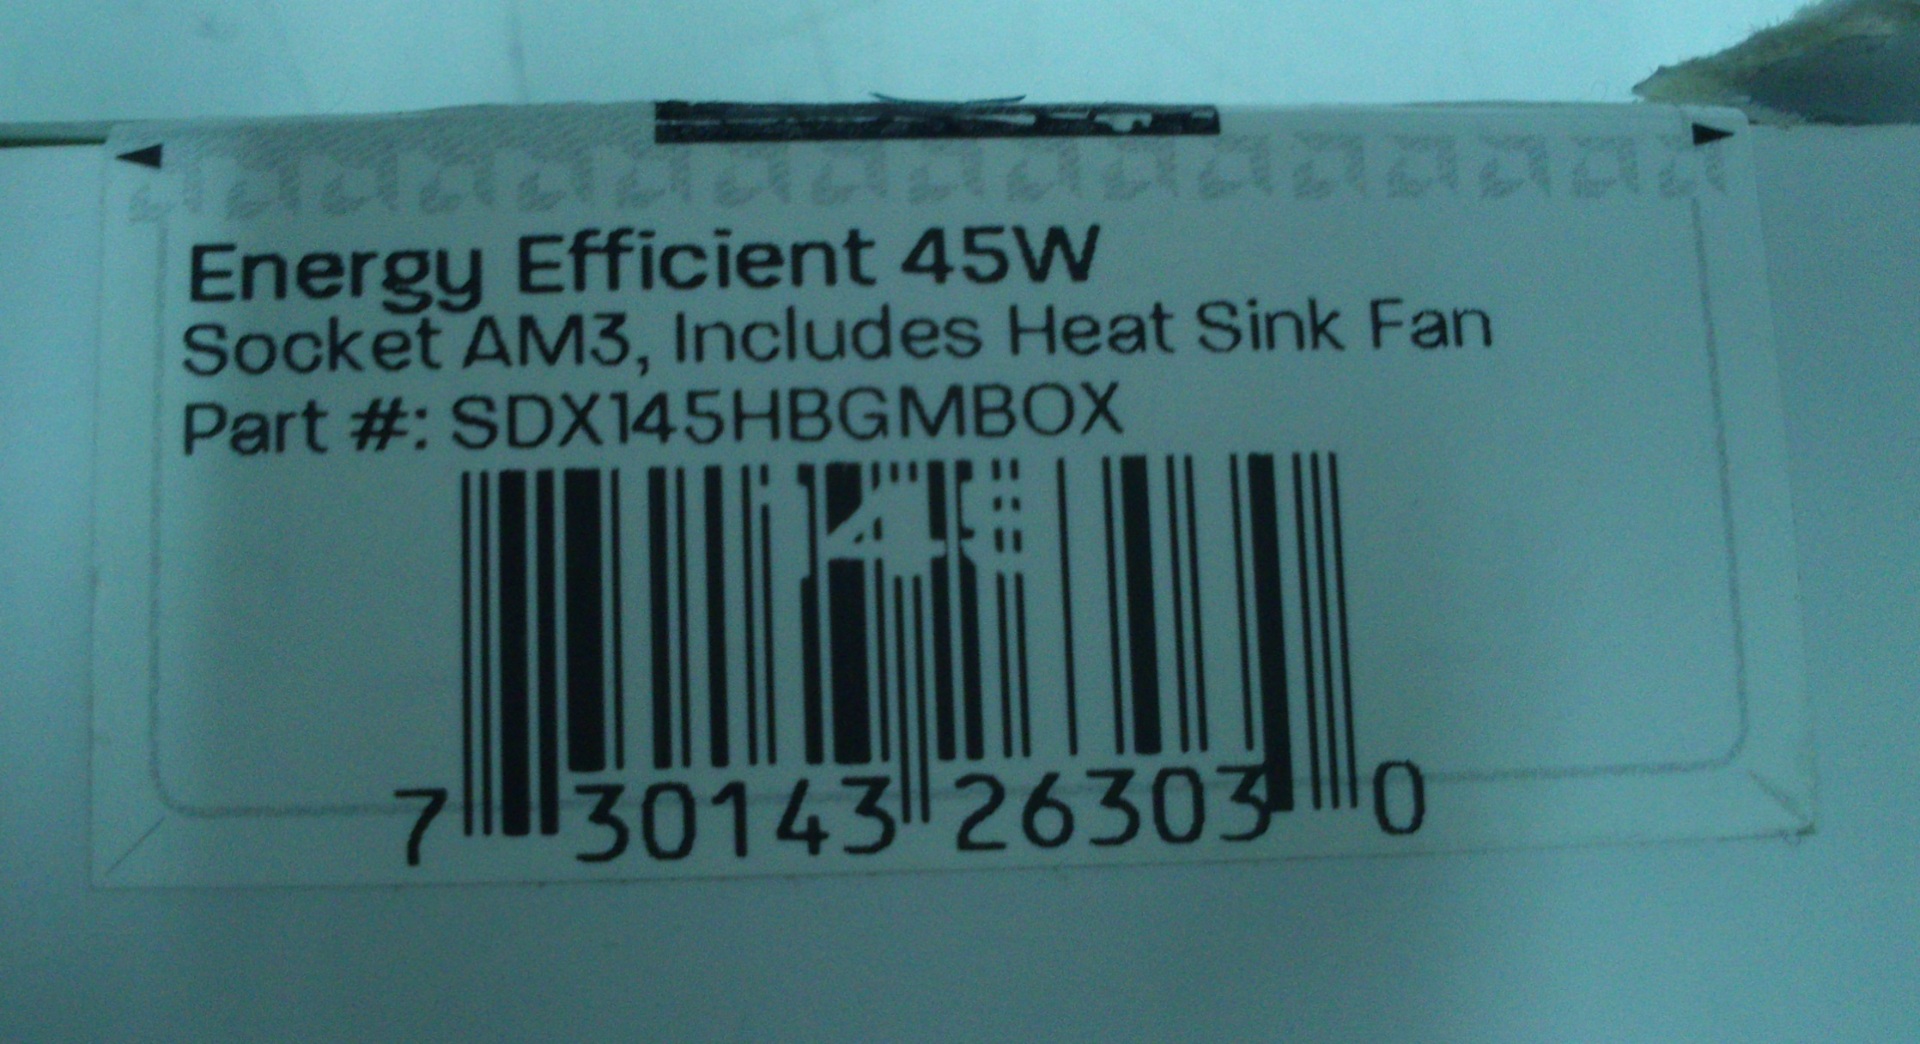 Energy Efficient 45W
Socket AM3, Includes Heat Sink Fan
Part #: SDX145HBGMBOX
7 30143 26303 0